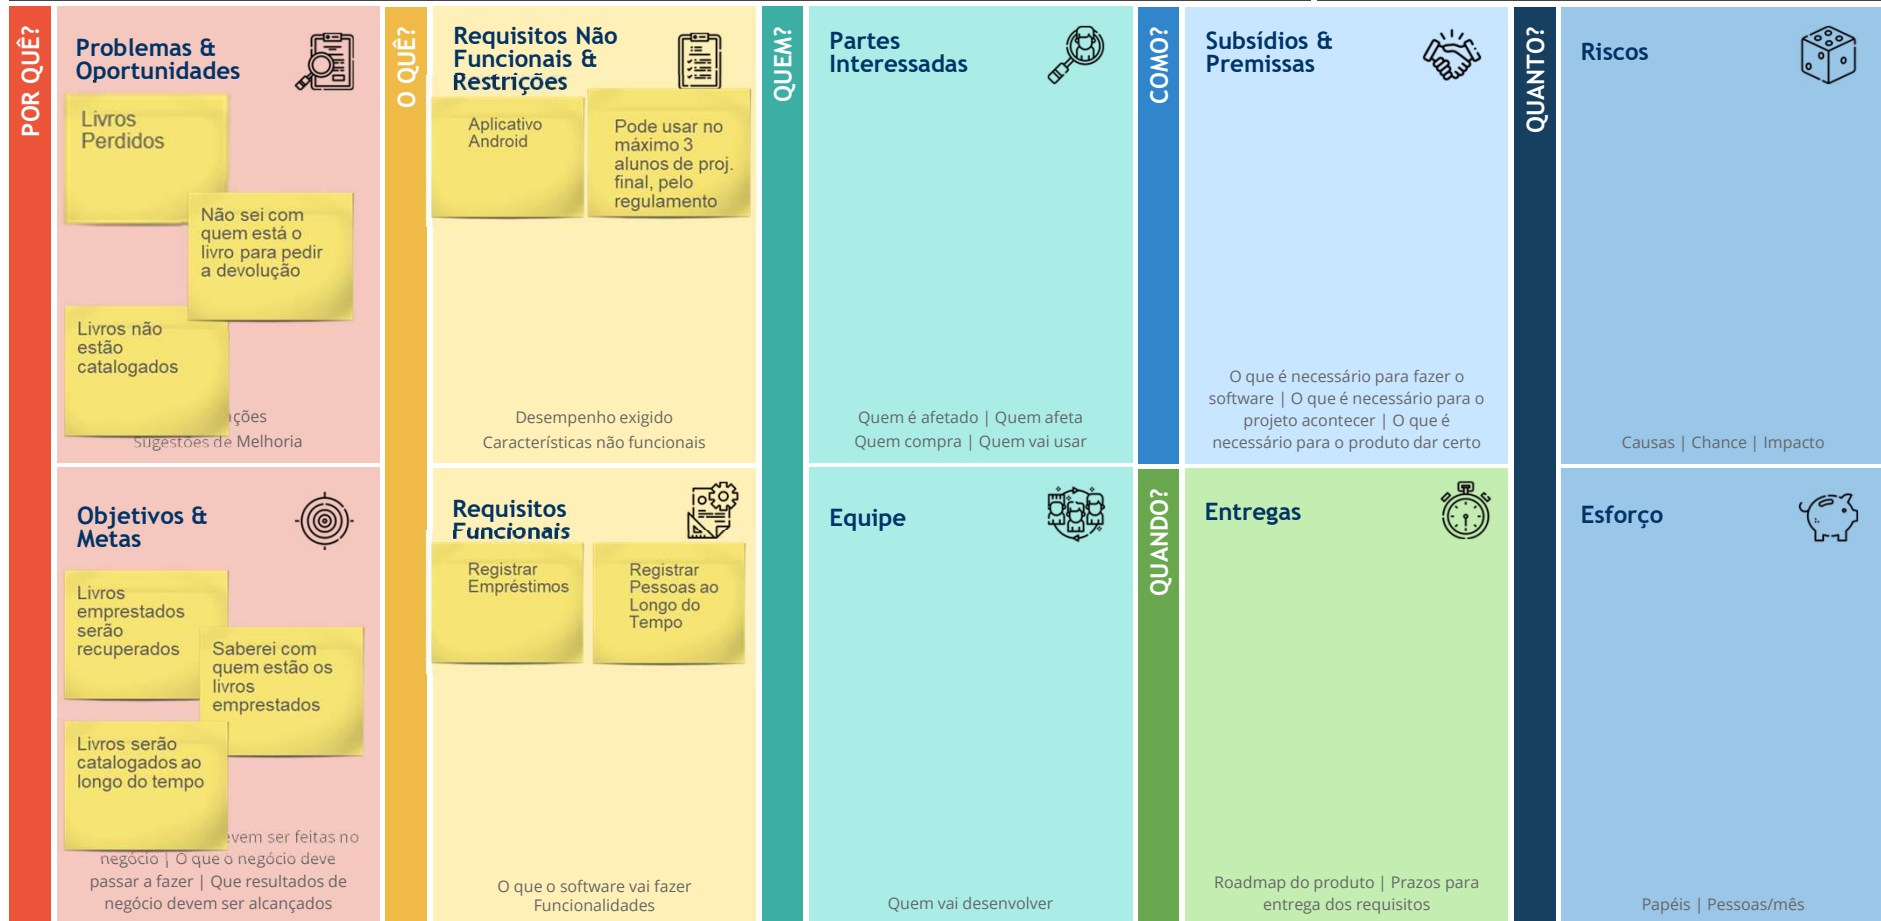 POR QUÊ?
Problemas &
Oportunidades
Livros
Perdidos
Não sei com
quem está o
livro para pedir
a devolução
Livros não
estão
catalogados
ções
Sugestões de Melhoria
Objetivos &
Metas
Livros
emprestados
serão
recuperados
Saberei com
quem estão os
livros
emprestados
Livros serão
catalogados ao
longo do tempo
evem ser feitas no
negócio | O que o negócio deve
passar a fazer | Que resultados de
negócio devem ser alcançados
O QUÊ?
Requisitos Não
Funcionais &
Restrições
Aplicativo
Android
Pode usar no
máximo 3
alunos de proj.
final, pelo
regulamento
Desempenho exigido
Características não funcionais
Requisitos
Funcionais
Registrar
Empréstimos
Registrar
Pessoas ao
Longo do
Tempo
O que o software vai fazer
Funcionalidades
QUEM?
Partes
Interessadas
Quem é afetado | Quem afeta
Quem compra | Quem vai usar
Equipe
Quem vai desenvolver
COMO?
Subsídios &
Premissas
O que é necessário para fazer o
software | O que é necessário para o
projeto acontecer | O que é
necessário para o produto dar certo
QUANDO?
Entregas
Roadmap do produto | Prazos para
entrega dos requisitos
QUANTO?
Riscos
Causas | Chance | Impacto
Esforço
Papéis | Pessoas/mês